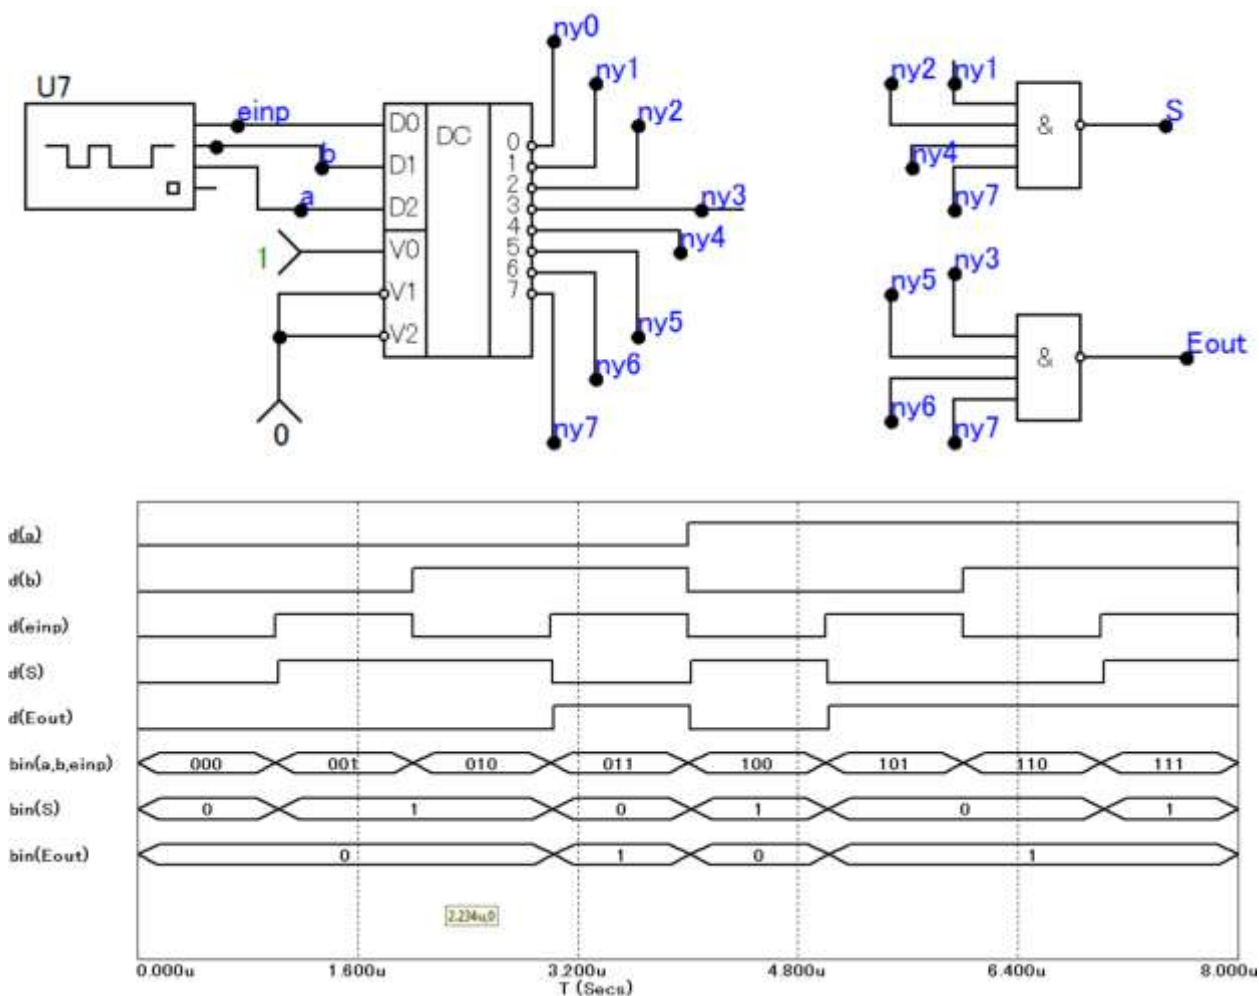 U7
einp
b
a
1
0
D0
D1
D2
V0
V1
V2
DC
0
1
2
3
4
5
6
7
ny0
ny1
ny2
ny3
ny4
ny5
ny6
ny7
ny2 ny1
ny4
ny7
&
S
ny3
ny5
ny6
ny7
&
Eout
d(a)
d(b)
d(einp)
d(S)
d(Eout)
bin(a,b,einp) 000 001 010 011 100 101 110 111
bin(S) 0 1 0 1 0 1
bin(Eout) 0 1 0 1
2.234u,0
0.000u 1.600u 3.200u 4.800u 6.400u 8.000u
T (Secs)